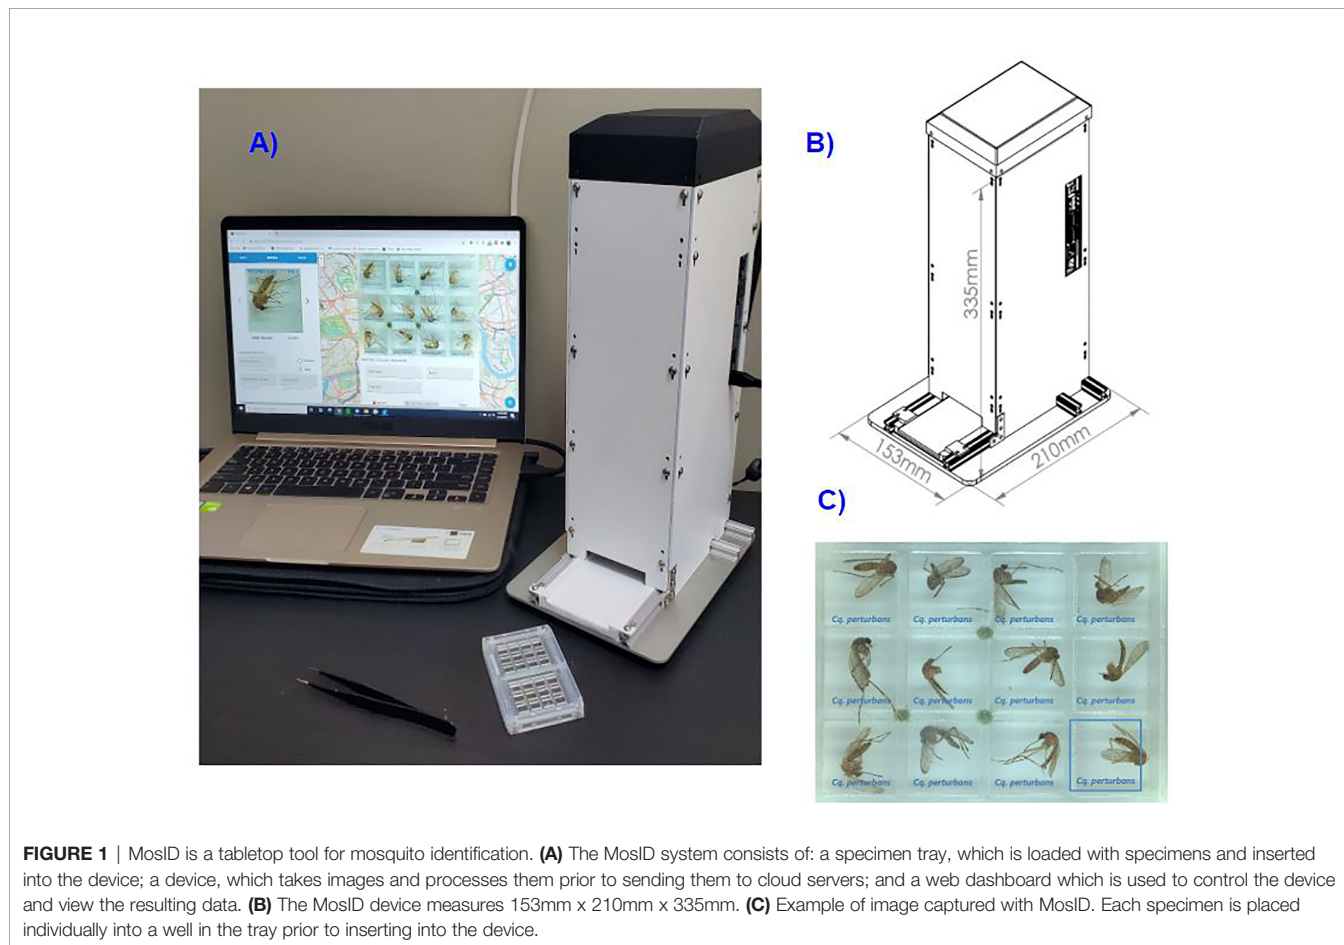 A)
B)
335mm
153mm
210mm
C)
Cq. perturbans
Cq. perturbans
Cq. perturbans
Cq. perturbans
Cq. perturbans
Cq. perturbans
Cq. perturbans
Cq. perturbans
Cq. perturbans
Cq. perturbans
Cq. perturbans
Cq. perturbans
FIGURE 1 | MosID is a tabletop tool for mosquito identification. (A) The MosID system consists of: a specimen tray, which is loaded with specimens and inserted
into the device; a device, which takes images and processes them prior to sending them to cloud servers; and a web dashboard which is used to control the device
and view the resulting data. (B) The MosID device measures 153mm x 210mm x 335mm. (C) Example of image captured with MosID. Each specimen is placed
individually into a well in the tray prior to inserting into the device.